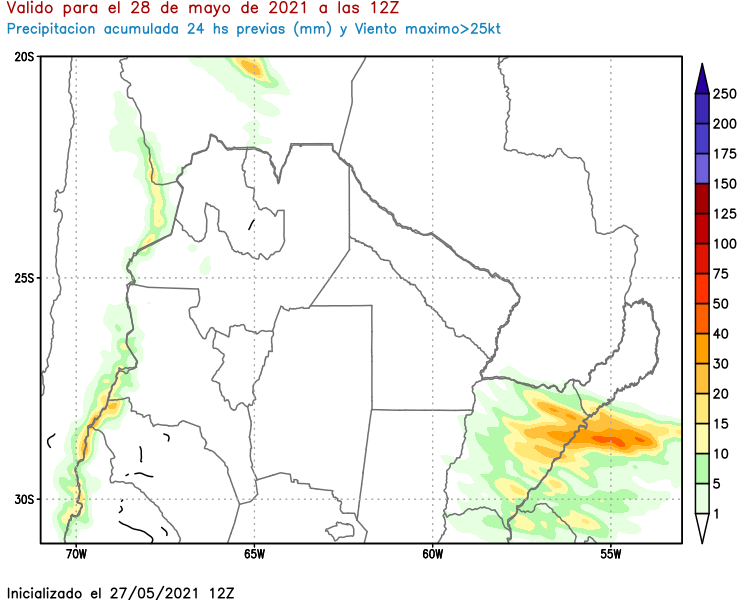 Valido para el 28 de mayo de 2021 a las 12Z
Precipitacion acumulada 24 hs previas (mm) y Viento maximo>25kt
20S
25S
30S
70W
65W
60W
55W
250
200
175
150
125
100
75
50
40
30
20
15
10
5
1
Inicializado el 27/05/2021 12Z